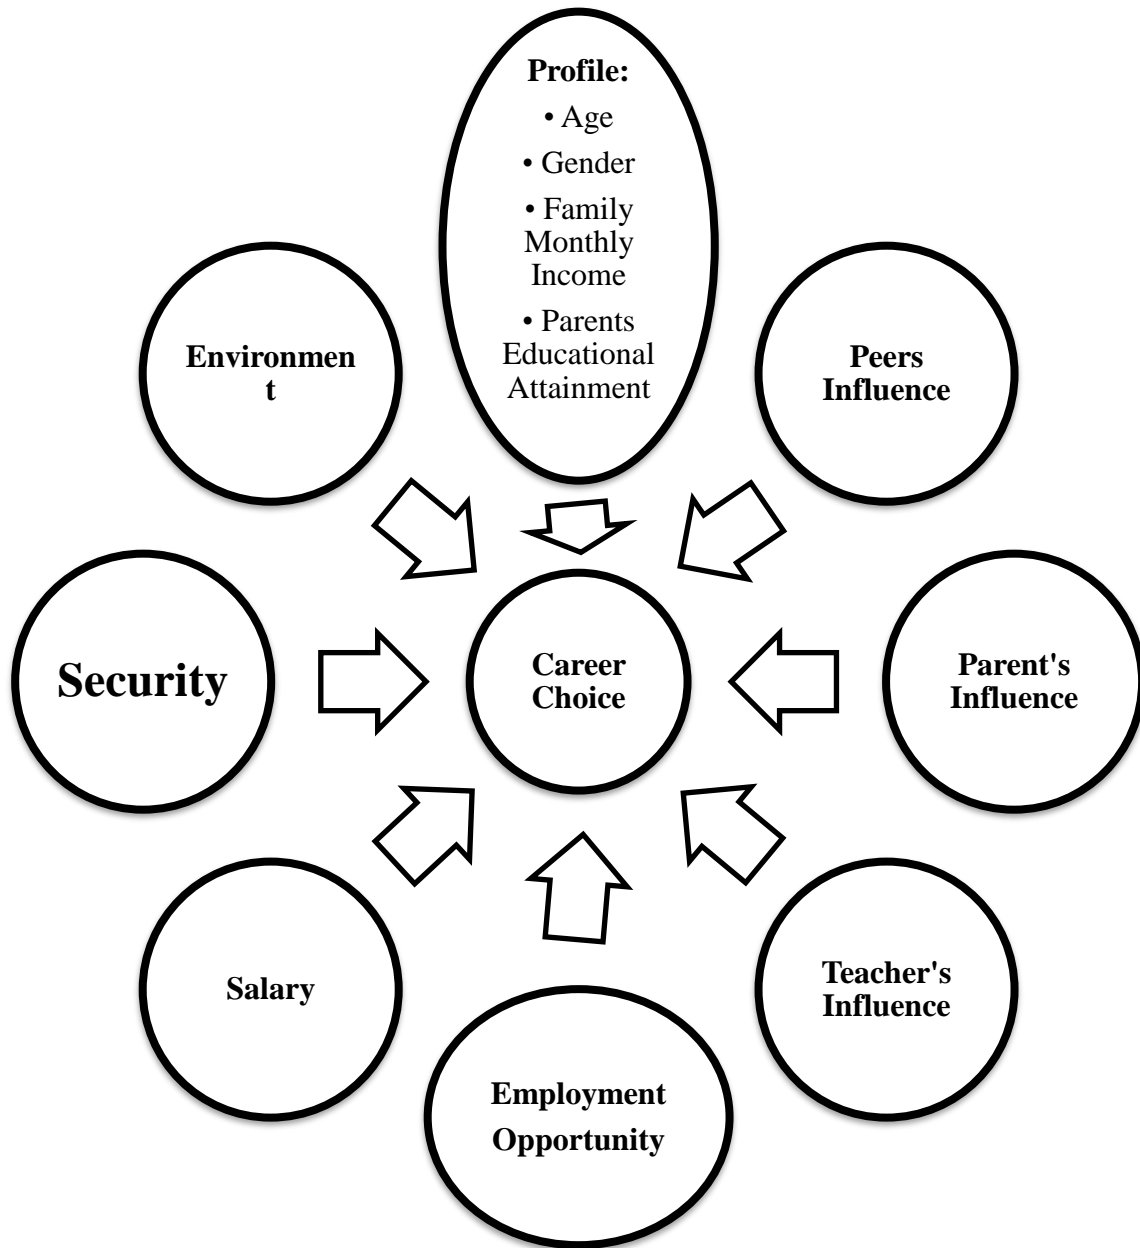 Profile:
• Age
• Gender
• Family
Monthly
Income
• Parents
Educational
Attainment
Environmen
t
Peers
Influence
Security
Career
Choice
Parent's
Influence
Salary
Teacher's
Influence
Employment
Opportunity